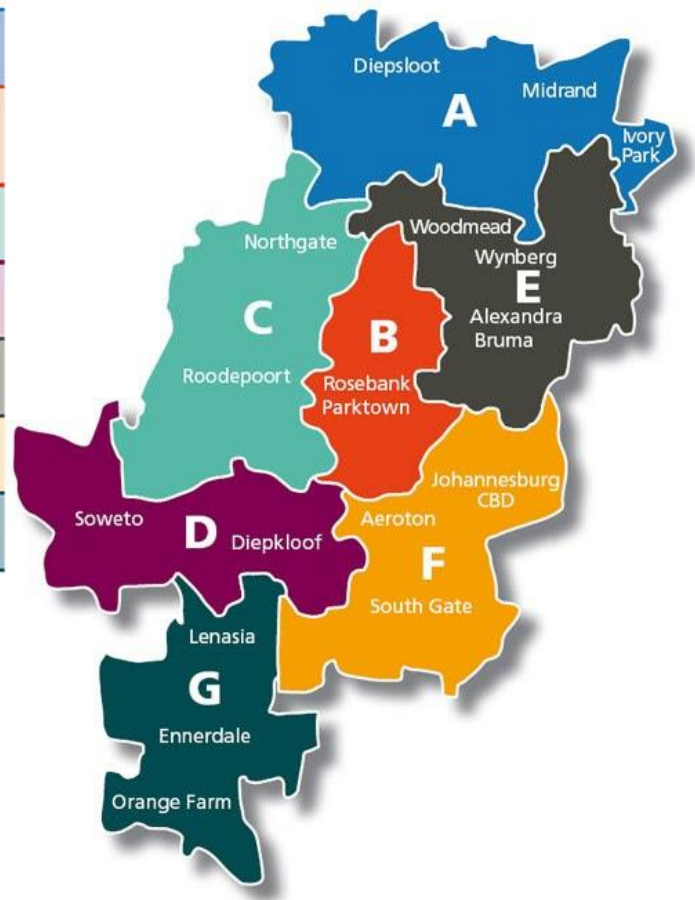 Diepsloot
Midrand
A
Ivory
Park
Woodmead
Northgate
Wynberg
E
C
Alexandra
B
Bruma
Roodepoort
Rosebank
Parktown
Johannesburg
CBD
Soweto
D
Diepkloof
Aeroton
F
South Gate
Lenasia
G
Ennerdale
Orange Farm